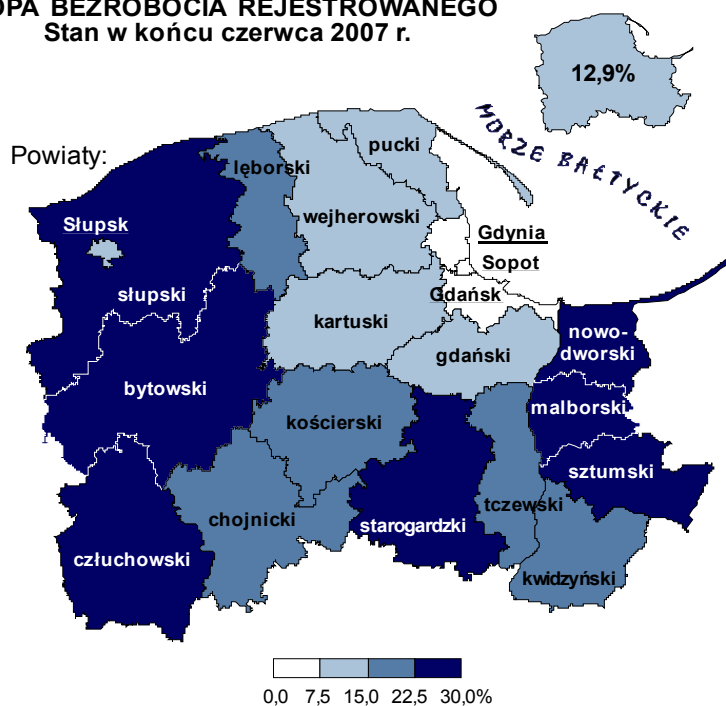 OPA BEZROBOCIA REJESTROWANEGO
Stan w końcu czerwca 2007 r.
12,9%
MORZE BAŁTYCKIE
Powiaty:
pucki
lęborski
wejherowski
Słupsk
Gdynia
Sopot
słupski
Gdańsk
kartuski
nowo-
dworski
gdański
bytowski
malborski
kościerski
sztumski
tczewski
chojnicki
starogardzki
człuchowski
kwidzyński
0,0 7,5 15,0 22,5 30,0%